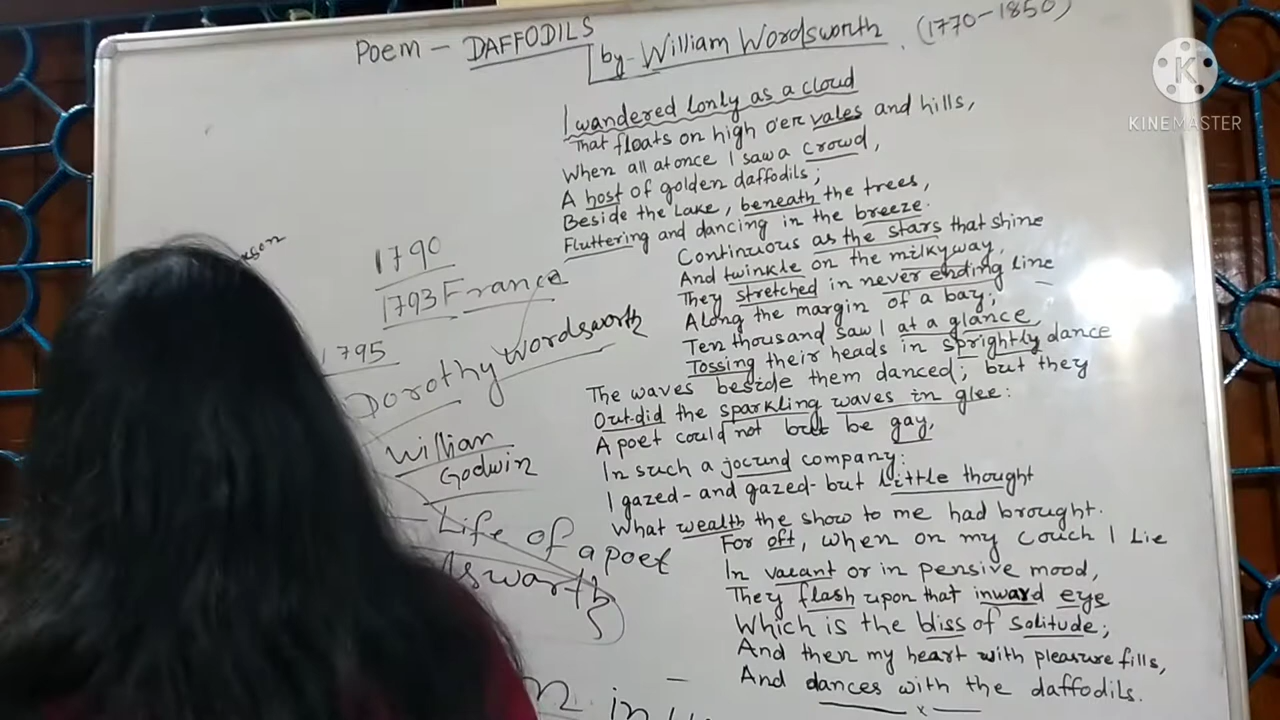 Poem - DAFFODILS
by - William Wordsworth. (1770-1850)
I wandered lonly as a cloud
That floats on high o'er vales and hills,
When all at once I saw a crowd,
A host of golden daffodils;
Beside the Lake, beneath the trees,
Fluttering and dancing in the breeze.
Continuous as the stars that shine
And twinkle on the milkyway,
They stretched in never ending line
Along the margin of a bay;
Ten thousand saw I at a glance,
Tossing their heads in sprightly dance
The waves beside them danced; but they
Out-did the sparkling waves in glee:
A poet could not but be gay,
In such a jocund company:
I gazed - and gazed - but little thought
What wealth the show to me had brought.
For oft, when on my couch I Lie
In vacant or in pensive mood,
They flash upon that inward eye
Which is the bliss of solitude;
And then my heart with pleasure fills,
And dances with the daffodils.
x
1790
1793 France
1795
Dorothy Wordsworth
Willian
Godwin
Life of a poet
in
K
KINEMASTER